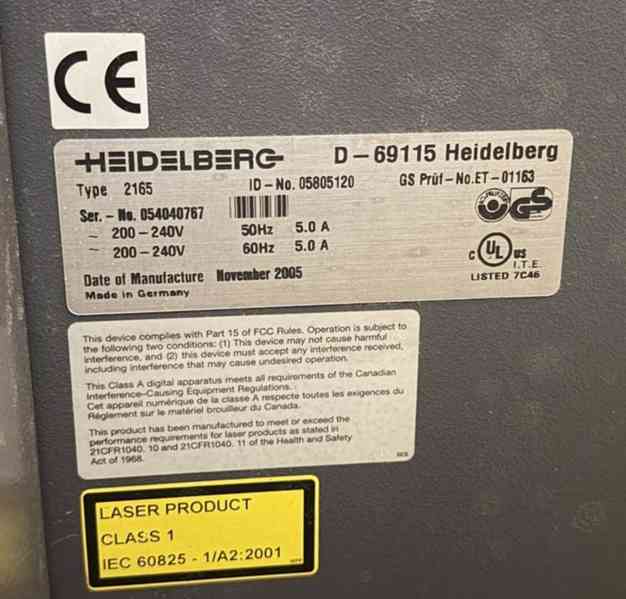 CE
HEIDELBERG
D-69115 Heidelberg
Type 2165
ID-No. 05805120
GS Prüf-No.ET-01163
Ser.-No. 054040767
~ 200-240V 50Hz 5.0 A
~ 200-240V 60Hz 5.0 A
GS
C UL US
I.T.E.
LISTED 7C46
Date of Manufacture November 2005
Made in Germany
This device complies with Part 15 of FCC Rules. Operation is subject to
the following two conditions: (1) This device may not cause harmful
interference, and (2) this device must accept any interference received,
including interference that may cause undesired operation.
This Class A digital apparatus meets all requirements of the Canadian
Interference-Causing Equipment Regulations.
Cet appareil numérique de la classe A respecte toutes les exigences du
Réglement sur le matériel brouilleur du Canada.
This product has been manufactured to meet or exceed the
performance requirements for laser products as stated in
21CFR1040. 10 and 21CFR1040. 11 of the Health and Safety
Act of 1968.
LASER PRODUCT
CLASS 1
IEC 60825 - 1/A2:2001